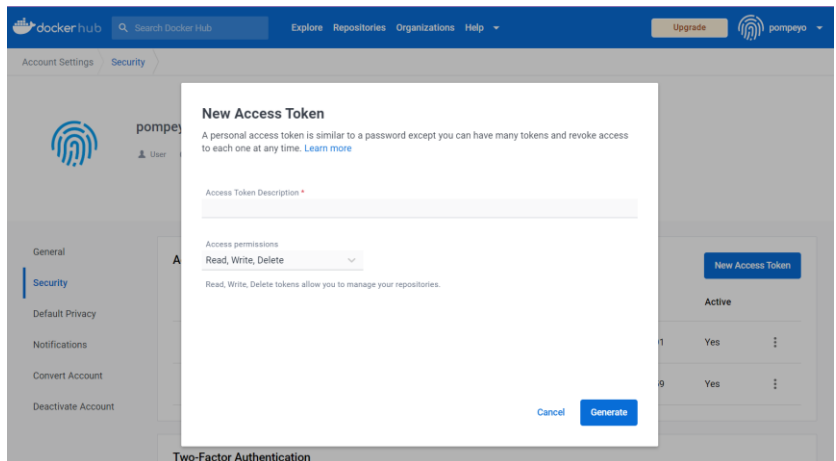 dockerhub Search Docker Hub Explore Repositories Organizations Help Upgrade pompeyo
Account Settings Security
New Access Token
A personal access token is similar to a password except you can have many tokens and revoke access
to each one at any time. Learn more
pompey
User
Access Token Description *
Access permissions
Read, Write, Delete
Read, Write, Delete tokens allow you to manage your repositories.
General
Security
Default Privacy
Notifications
Convert Account
Deactivate Account
A
New Access Token
Active
Yes
Yes
Cancel Generate
Two-Factor Authentication